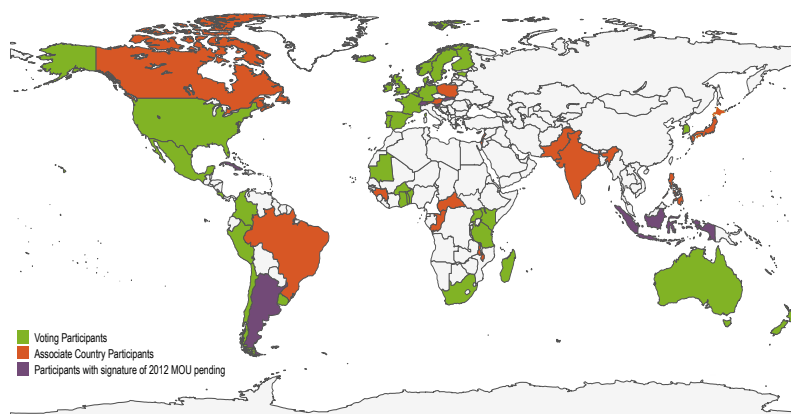 Voting Participants
Associate Country Participants
Participants with signature of 2012 MOU pending